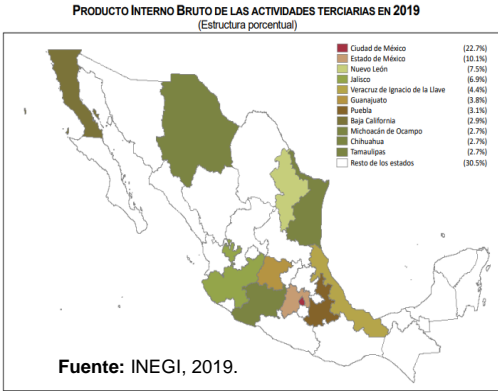 PRODUCTO INTERNO BRUTO DE LAS ACTIVIDADES TERCIARIAS EN 2019
(Estructura porcentual)
Ciudad de México (22.7%)
Estado de México (10.1%)
Nuevo León (7.5%)
Jalisco (6.9%)
Veracruz de Ignacio de la Llave (4.4%)
Guanajuato (3.8%)
Puebla (3.1%)
Baja California (2.9%)
Michoacán de Ocampo (2.7%)
Chihuahua (2.7%)
Tamaulipas (2.7%)
Resto de los estados (30.5%)
Fuente: INEGI, 2019.